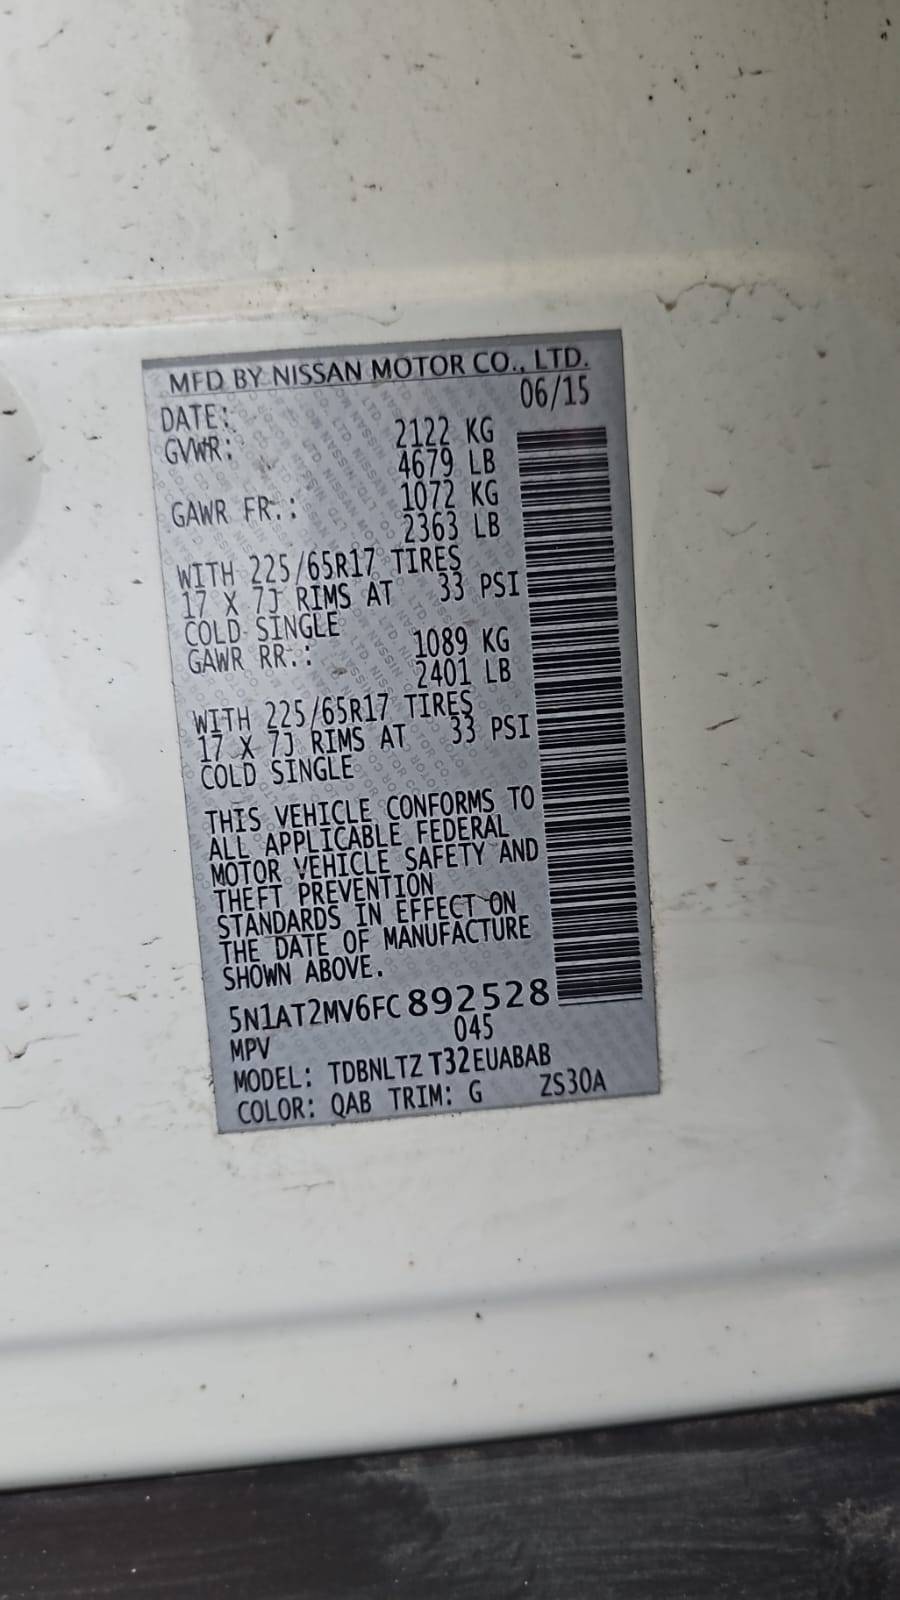 MFD BY NISSAN MOTOR CO., LTD.
DATE: 06/15
GVWR: 2122 KG
4679 LB
GAWR FR.: 1072 KG
2363 LB
WITH 225/65R17 TIRES
17 X 7J RIMS AT 33 PSI
COLD SINGLE
GAWR RR.: 1089 KG
2401 LB
WITH 225/65R17 TIRES
17 X 7J RIMS AT 33 PSI
COLD SINGLE
THIS VEHICLE CONFORMS TO
ALL APPLICABLE FEDERAL
MOTOR VEHICLE SAFETY AND
THEFT PREVENTION
STANDARDS IN EFFECT ON
THE DATE OF MANUFACTURE
SHOWN ABOVE.
5N1AT2MV6FC892528
MPV 045
MODEL: TDBNLTZ T32EUABAB
COLOR: QAB TRIM: G ZS30A